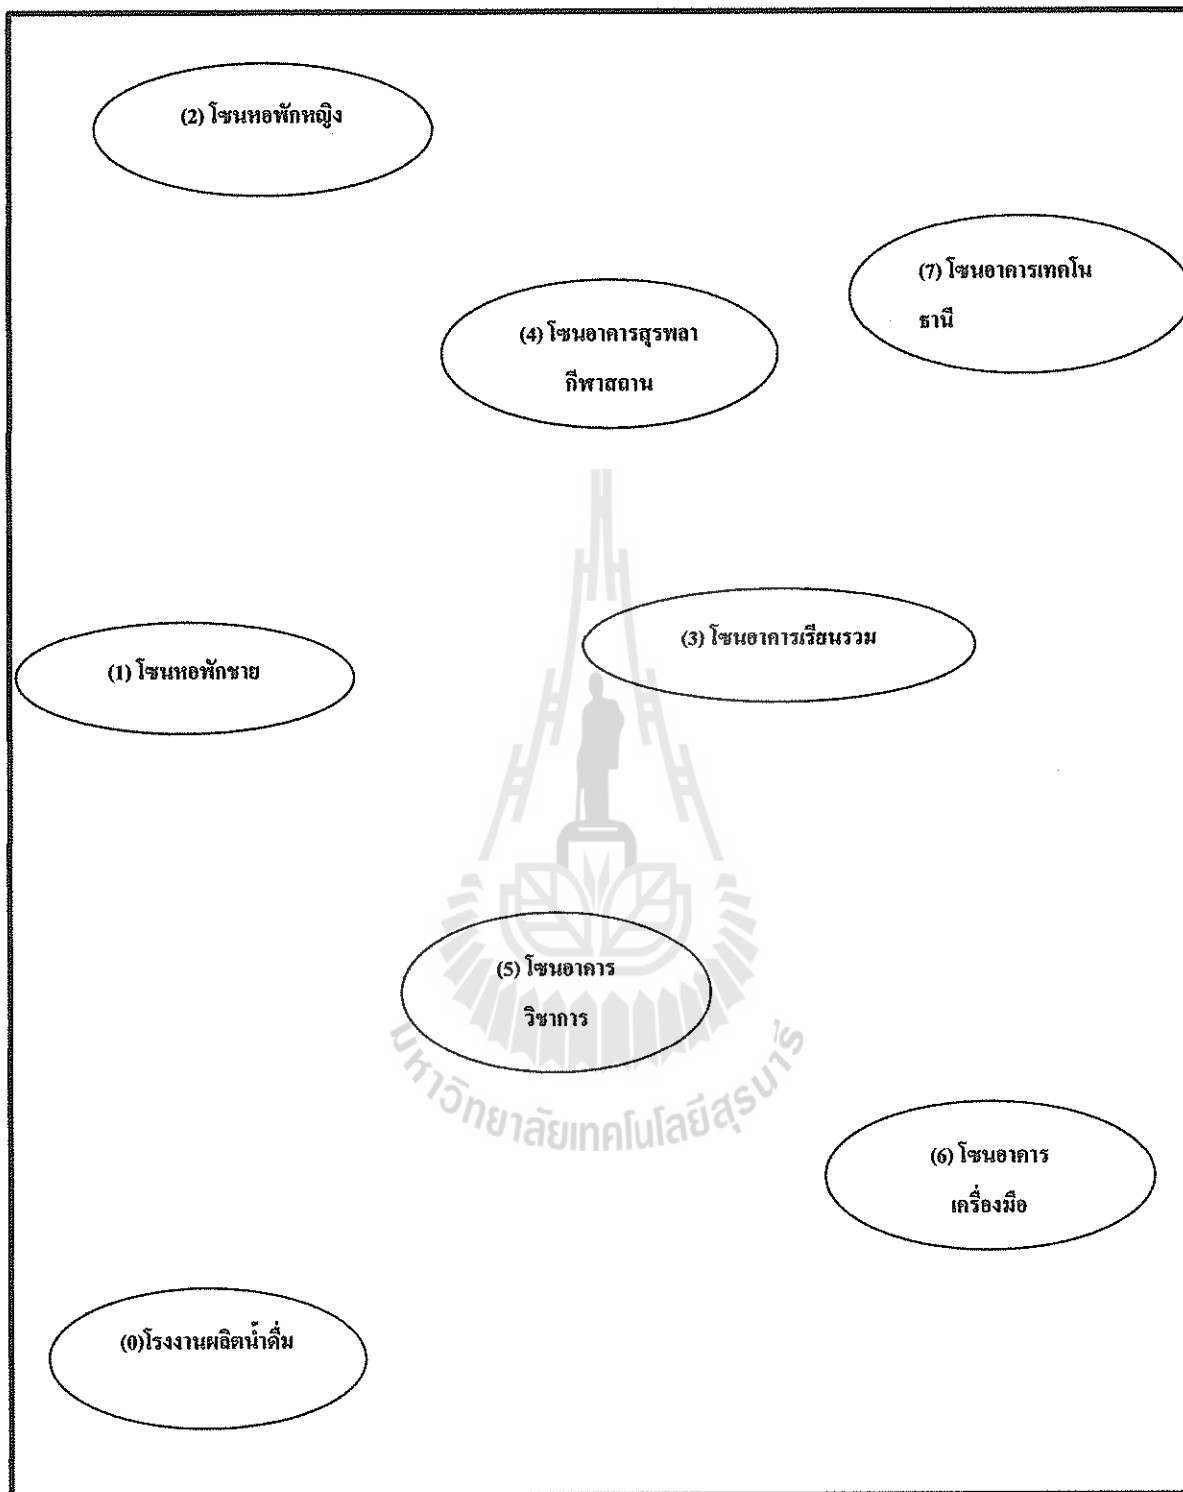 (2) โซนหอพักหญิง
(7) โซนอาคารเทคโน
ธานี
(4) โซนอาคารสุรพลา
กีฬาสถาน
(3) โซนอาคารเรียนรวม
(1) โซนหอพักชาย
(5) โซนอาคาร
วิชาการ
มหาวิทยาลัยเทคโนโลยีสุรนารี
(6) โซนอาคาร
เครื่องมือ
(0)โรงงานผลิตน้ำดื่ม